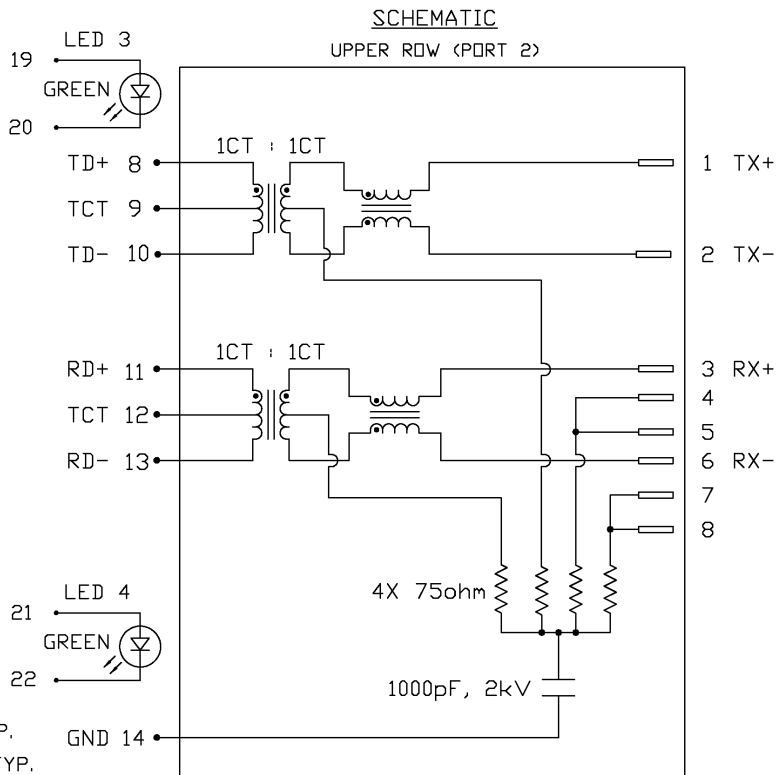 SCHEMATIC
UPPER ROW (PORT 2)
LED 3
19
GREEN
20
1CT : 1CT
TD+ 8
1 TX+
TCT 9
TD- 10
2 TX-
1CT : 1CT
RD+ 11
3 RX+
4
TCT 12
5
RD- 13
6 RX-
7
8
4X 75ohm
LED 4
21
GREEN
22
1000pF, 2kV
P.
GND 14
TYP.